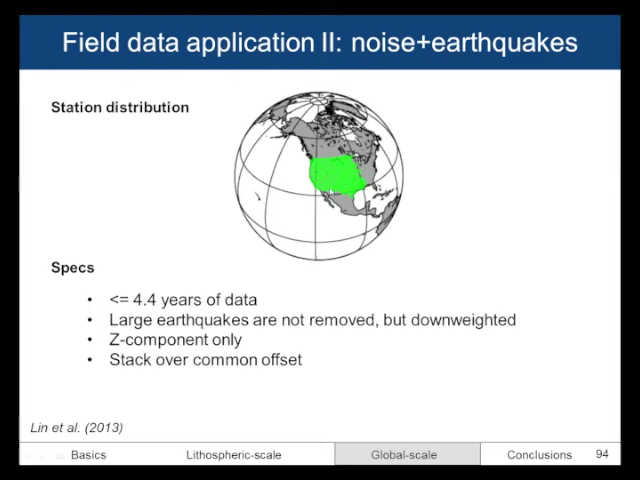 Field data application II: noise+earthquakes
Station distribution
Specs
• <= 4.4 years of data
• Large earthquakes are not removed, but downweighted
• Z-component only
• Stack over common offset
Lin et al. (2013)
Basics Lithospheric-scale Global-scale Conclusions 94